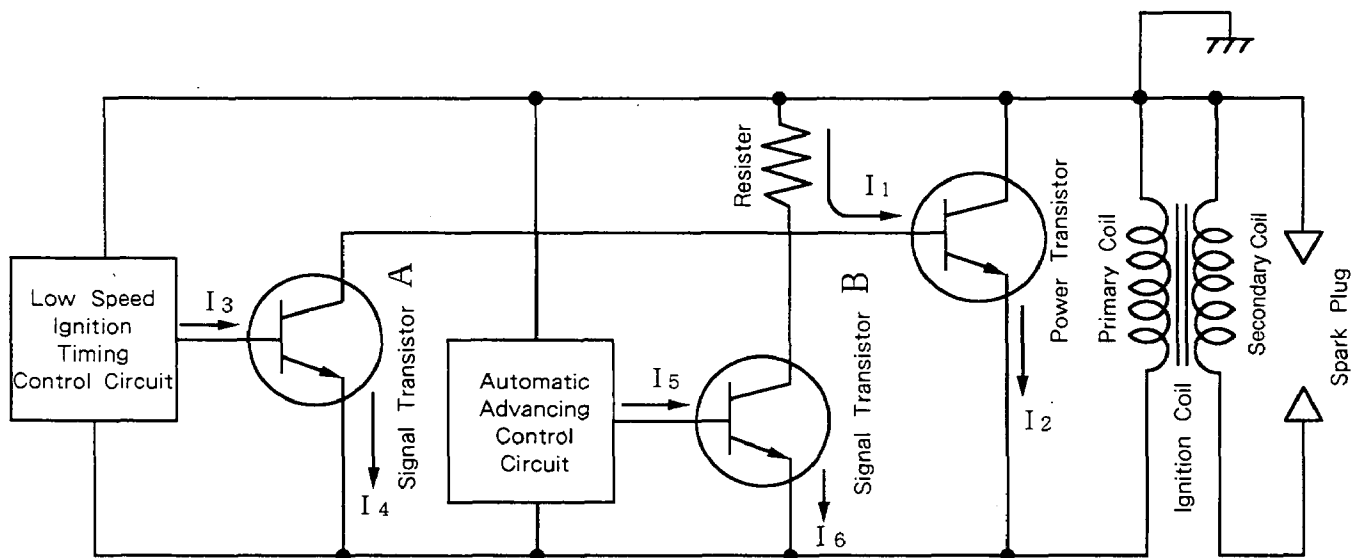 Low Speed
Ignition
Timing
Control Circuit
I3
I4
Signal Transistor A
Automatic
Advancing
Control
Circuit
I5
I6
Signal Transistor B
Resister
I1
I2
Power Transistor
Primary Coil
Ignition Coil
Secondary Coil
Spark Plug